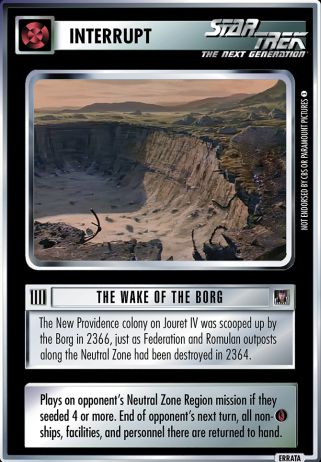 INTERRUPT
STAR TREK
THE NEXT GENERATION
NOT ENDORSED BY CBS OR PARAMOUNT PICTURES
THE WAKE OF THE BORG
The New Providence colony on Jouret IV was scooped up by
the Borg in 2366, just as Federation and Romulan outposts
along the Neutral Zone had been destroyed in 2364.
Plays on opponent's Neutral Zone Region mission if they
seeded 4 or more. End of opponent's next turn, all non-
ships, facilities, and personnel there are returned to hand.
ERRATA